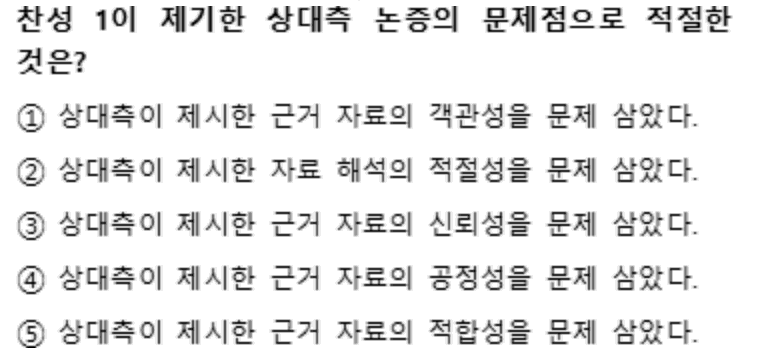 찬성 1이 제기한 상대측 논증의 문제점으로 적절한
것은?
① 상대측이 제시한 근거 자료의 객관성을 문제 삼았다.
② 상대측이 제시한 자료 해석의 적절성을 문제 삼았다.
③ 상대측이 제시한 근거 자료의 신뢰성을 문제 삼았다.
④ 상대측이 제시한 근거 자료의 공정성을 문제 삼았다.
⑤ 상대측이 제시한 근거 자료의 적합성을 문제 삼았다.